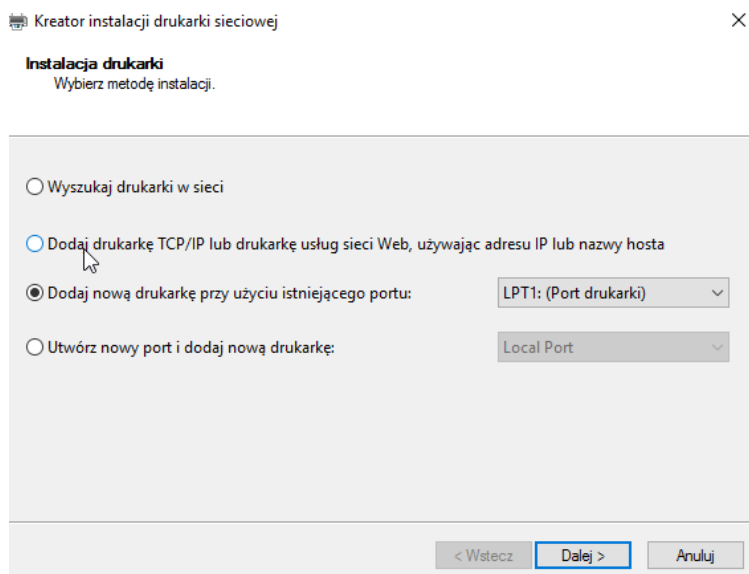 Kreator instalacji drukarki sieciowej
Instalacja drukarki
Wybierz metodę instalacji.
Wyszukaj drukarki w sieci
Dodaj drukarkę TCP/IP lub drukarkę usług sieci Web, używając adresu IP lub nazwy hosta
Dodaj nową drukarkę przy użyciu istniejącego portu: LPT1: (Port drukarki)
Utwórz nowy port i dodaj nową drukarkę: Local Port
< Wstecz Dalej > Anuluj